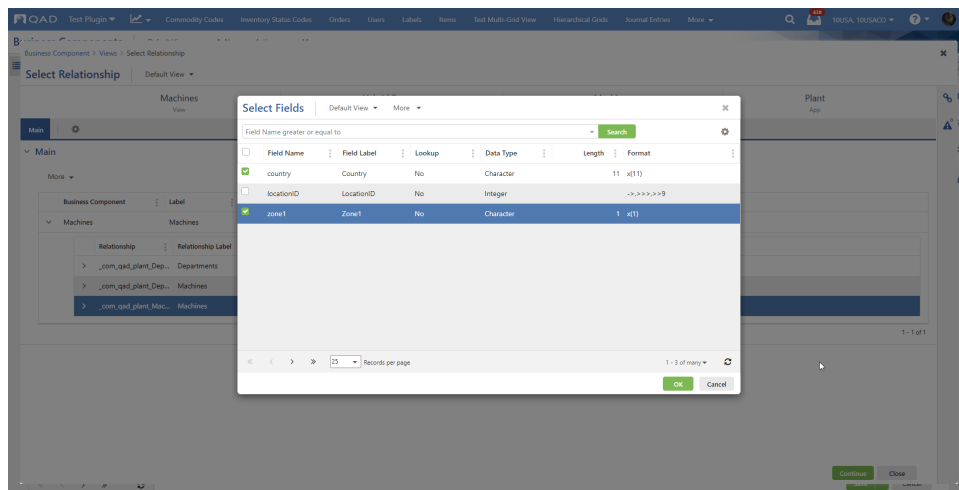 QAD Test Plugin Commodity Codes Inventory Status Codes Orders Users Labels Items Test Multi-Grid View Hierarchical Grids Journal Entries More 10USA, 10USACO
Business Component > Views > Select Relationship
Select Relationship Default View
Machines
View
Plant
App
Main
Main
More
Business Component Label
Machines Machines
Relationship Relationship Label
_com_qad_plant_Dep... Departments
_com_qad_plant_Dep... Machines
_com_qad_plant_Mac... Machines
1 - 1 of 1
Select Fields Default View More
Field Name greater or equal to Search
Field Name Field Label Lookup Data Type Length Format
country Country No Character 11 x(11)
locationID LocationID No Integer ->,>>>,>>9
zone1 Zone1 No Character 1 x(1)
25 Records per page 1 - 3 of many
OK Cancel
Continue Close